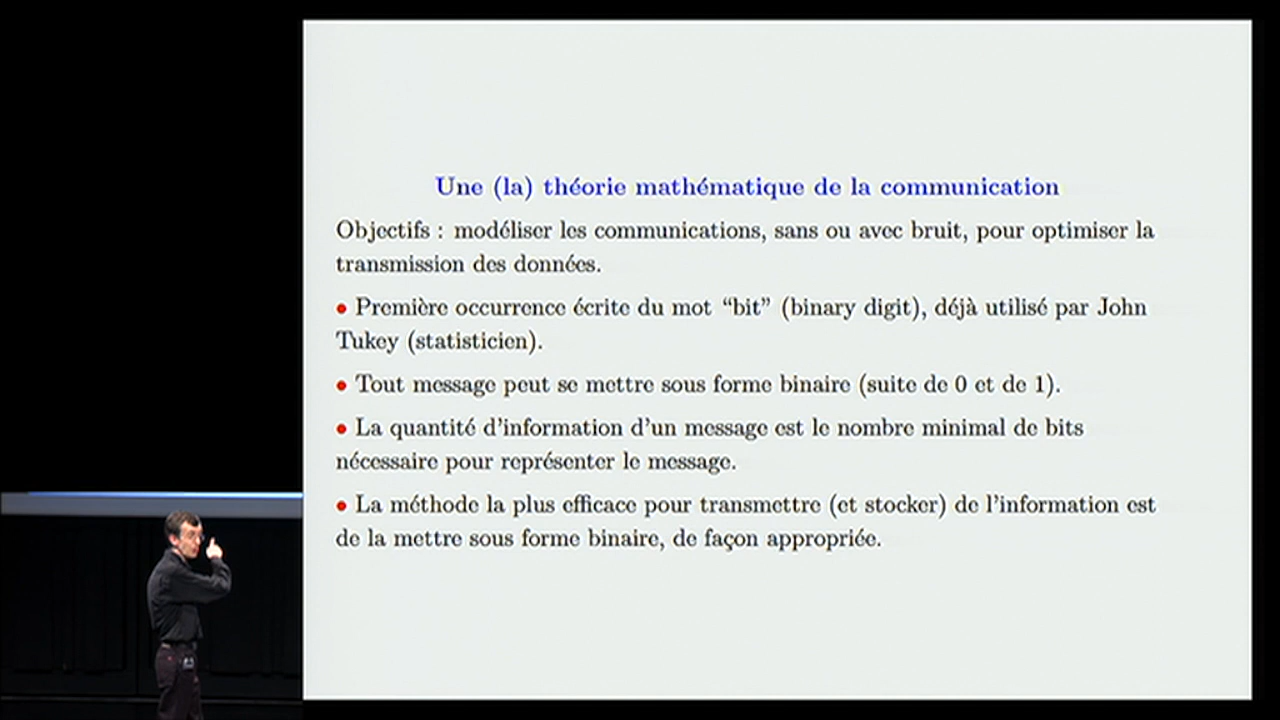 Une (la) théorie mathématique de la communication
Objectifs : modéliser les communications, sans ou avec bruit, pour optimiser la
transmission des données.
• Première occurrence écrite du mot “bit” (binary digit), déjà utilisé par John
Tukey (statisticien).
• Tout message peut se mettre sous forme binaire (suite de 0 et de 1).
• La quantité d’information d’un message est le nombre minimal de bits
nécessaire pour représenter le message.
• La méthode la plus efficace pour transmettre (et stocker) de l’information est
de la mettre sous forme binaire, de façon appropriée.